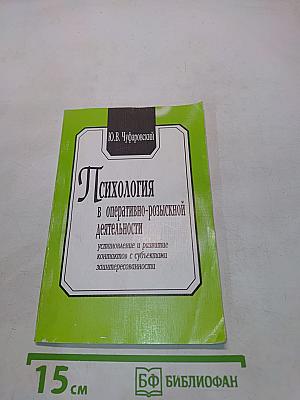 Ю.В. Чуфаровский
Психология
в оперативно-розыскной
деятельности
установление и развитие
контактов с субъектами
заинтересованности
15 см
БФ БИБЛИОФАН